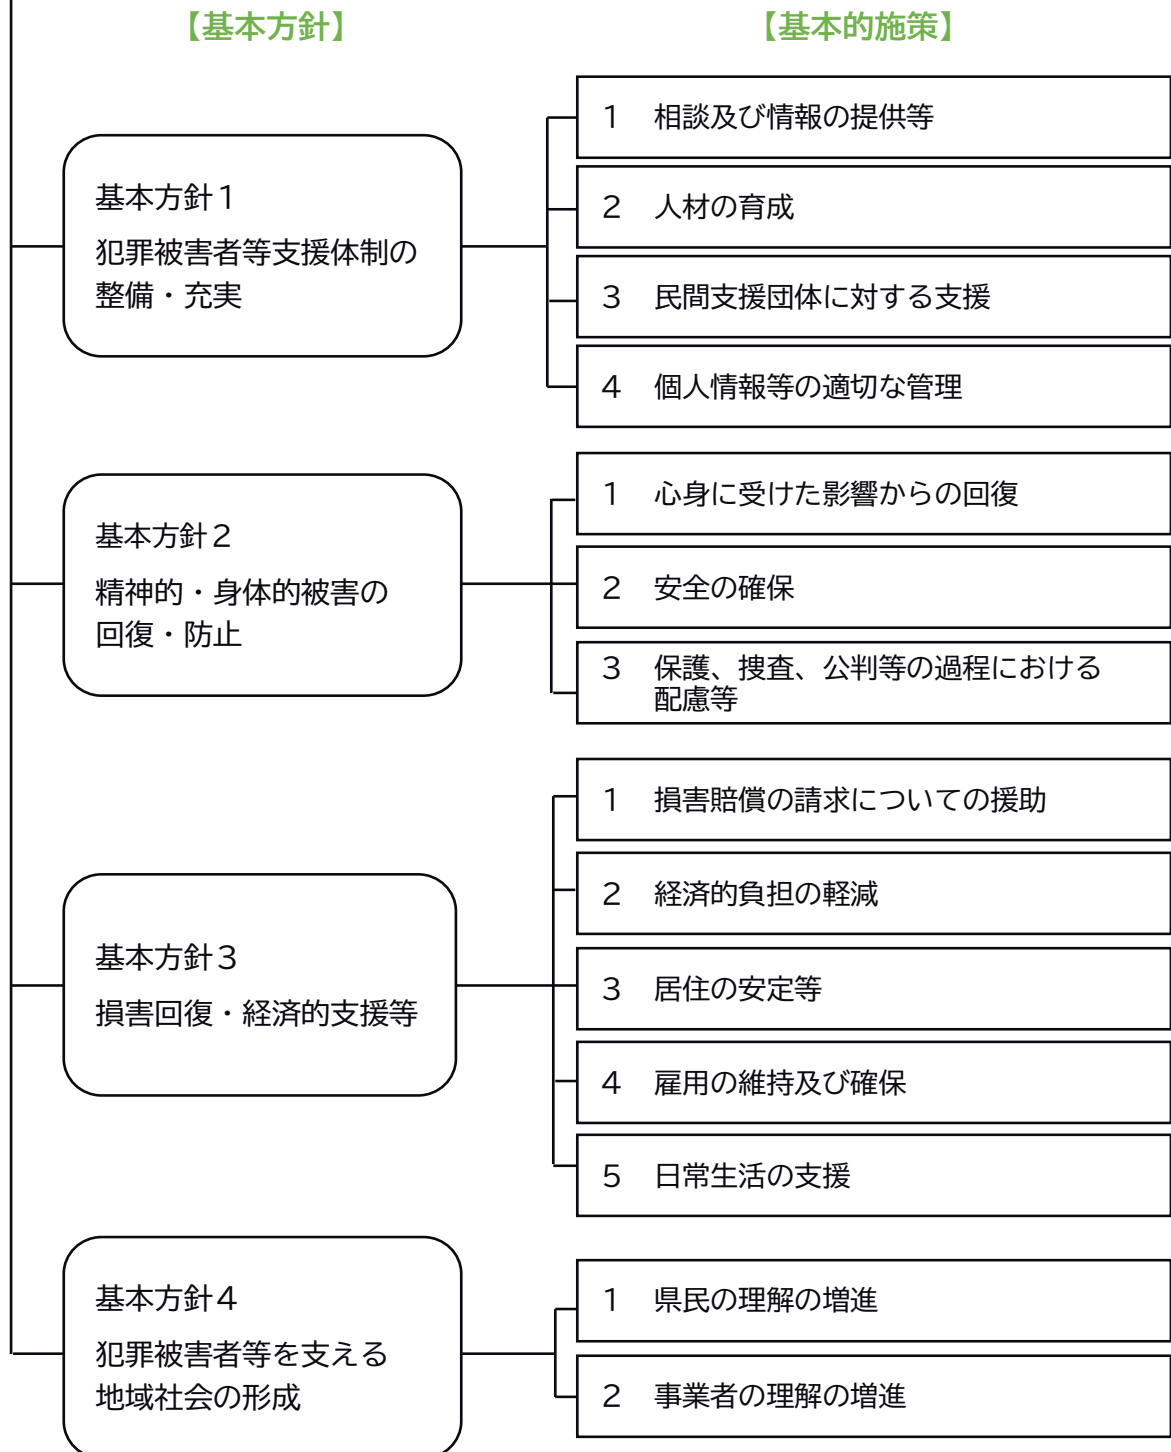 【基本方針】
【基本的施策】
基本方針１
犯罪被害者等支援体制の
整備・充実
１　相談及び情報の提供等
２　人材の育成
３　民間支援団体に対する支援
４　個人情報等の適切な管理
基本方針２
精神的・身体的被害の
回復・防止
１　心身に受けた影響からの回復
２　安全の確保
３　保護、捜査、公判等の過程における
配慮等
基本方針３
損害回復・経済的支援等
１　損害賠償の請求についての援助
２　経済的負担の軽減
３　居住の安定等
４　雇用の維持及び確保
５　日常生活の支援
基本方針４
犯罪被害者等を支える
地域社会の形成
１　県民の理解の増進
２　事業者の理解の増進